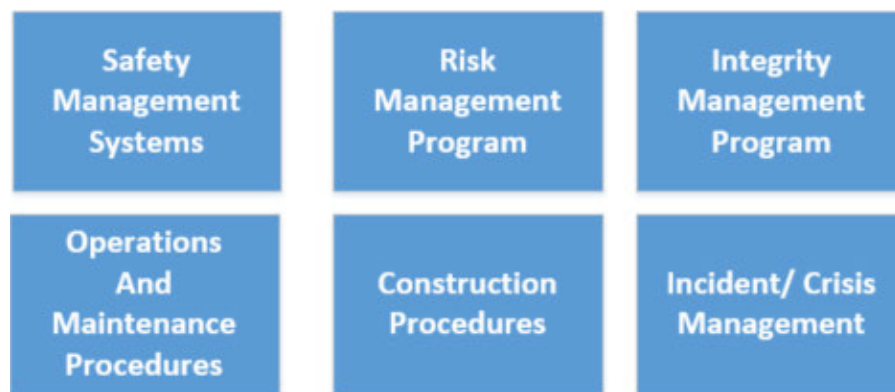 Safety
Management
Systems
Risk
Management
Program
Integrity
Management
Program
Operations
And
Maintenance
Procedures
Construction
Procedures
Incident/ Crisis
Management